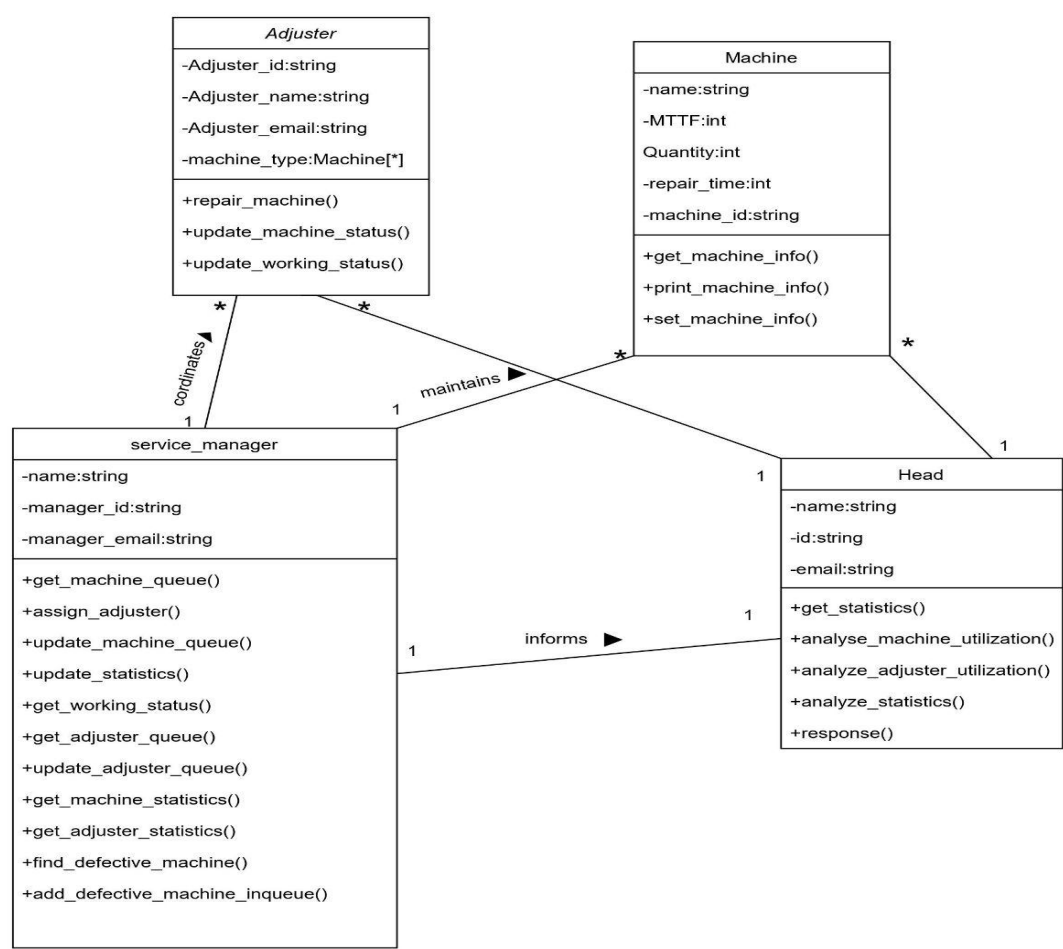 Adjuster
-Adjuster_id:string
-Adjuster_name:string
-Adjuster_email:string
-machine_type:Machine[*]
+repair_machine()
+update_machine_status()
+update_working_status()
Machine
-name:string
-MTTF:int
Quantity:int
-repair_time:int
-machine_id:string
+get_machine_info()
+print_machine_info()
+set_machine_info()
*
*
cordinates
1
maintains
1
*
*
1
1
service_manager
-name:string
-manager_id:string
-manager_email:string
+get_machine_queue()
+assign_adjuster()
+update_machine_queue()
+update_statistics()
+get_working_status()
+get_adjuster_queue()
+update_adjuster_queue()
+get_machine_statistics()
+get_adjuster_statistics()
+find_defective_machine()
+add_defective_machine_inqueue()
1
informs
1
Head
-name:string
-id:string
-email:string
+get_statistics()
+analyse_machine_utilization()
+analyze_adjuster_utilization()
+analyze_statistics()
+response()